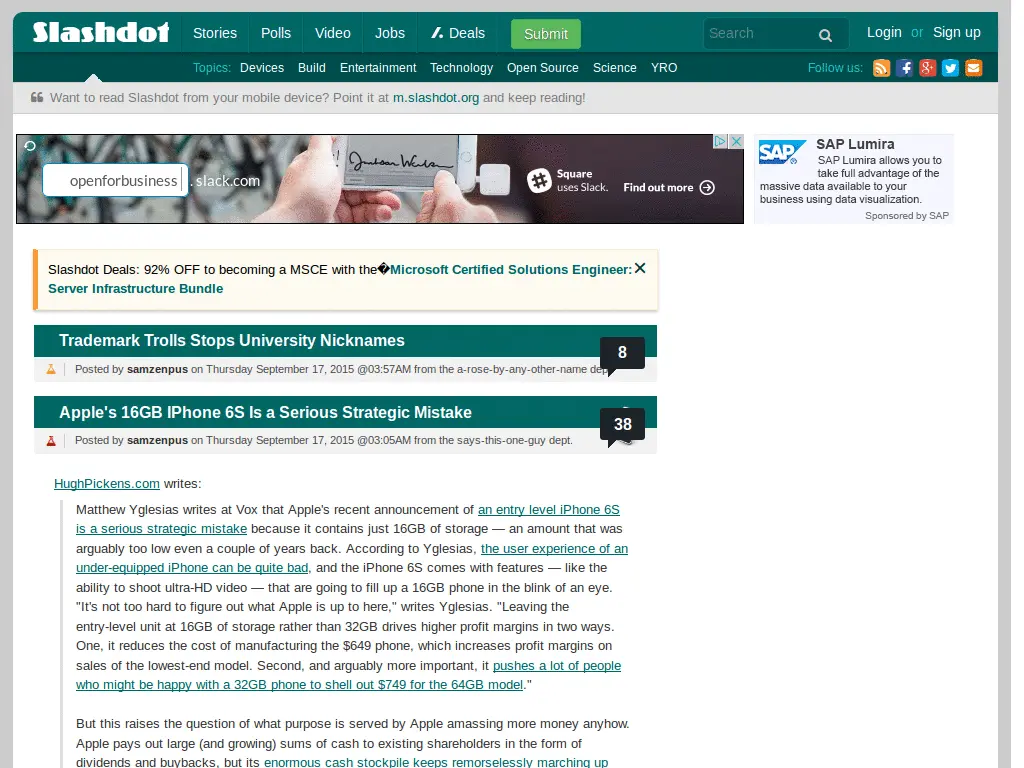 Slashdot Stories Polls Video Jobs Deals Submit Search Login or Sign up
Topics: Devices Build Entertainment Technology Open Source Science YRO Follow us:
Want to read Slashdot from your mobile device? Point it at m.slashdot.org and keep reading!
openforbusiness .slack.com
Square
uses Slack.
Find out more
SAP
SAP Lumira
SAP Lumira allows you to
take full advantage of the
massive data available to your
business using data visualization.
Sponsored by SAP
Slashdot Deals: 92% OFF to becoming a MSCE with the�Microsoft Certified Solutions Engineer:
Server Infrastructure Bundle
Trademark Trolls Stops University Nicknames
8
Posted by samzenpus on Thursday September 17, 2015 @03:57AM from the a-rose-by-any-other-name dep
Apple's 16GB IPhone 6S Is a Serious Strategic Mistake
38
Posted by samzenpus on Thursday September 17, 2015 @03:05AM from the says-this-one-guy dept.
HughPickens.com writes:
Matthew Yglesias writes at Vox that Apple's recent announcement of an entry level iPhone 6S
is a serious strategic mistake because it contains just 16GB of storage — an amount that was
arguably too low even a couple of years back. According to Yglesias, the user experience of an
under-equipped iPhone can be quite bad, and the iPhone 6S comes with features — like the
ability to shoot ultra-HD video — that are going to fill up a 16GB phone in the blink of an eye.
"It's not too hard to figure out what Apple is up to here," writes Yglesias. "Leaving the
entry-level unit at 16GB of storage rather than 32GB drives higher profit margins in two ways.
One, it reduces the cost of manufacturing the $649 phone, which increases profit margins on
sales of the lowest-end model. Second, and arguably more important, it pushes a lot of people
who might be happy with a 32GB phone to shell out $749 for the 64GB model."
But this raises the question of what purpose is served by Apple amassing more money anyhow.
Apple pays out large (and growing) sums of cash to existing shareholders in the form of
dividends and buybacks, but its enormous cash stockpile keeps remorselessly marching up